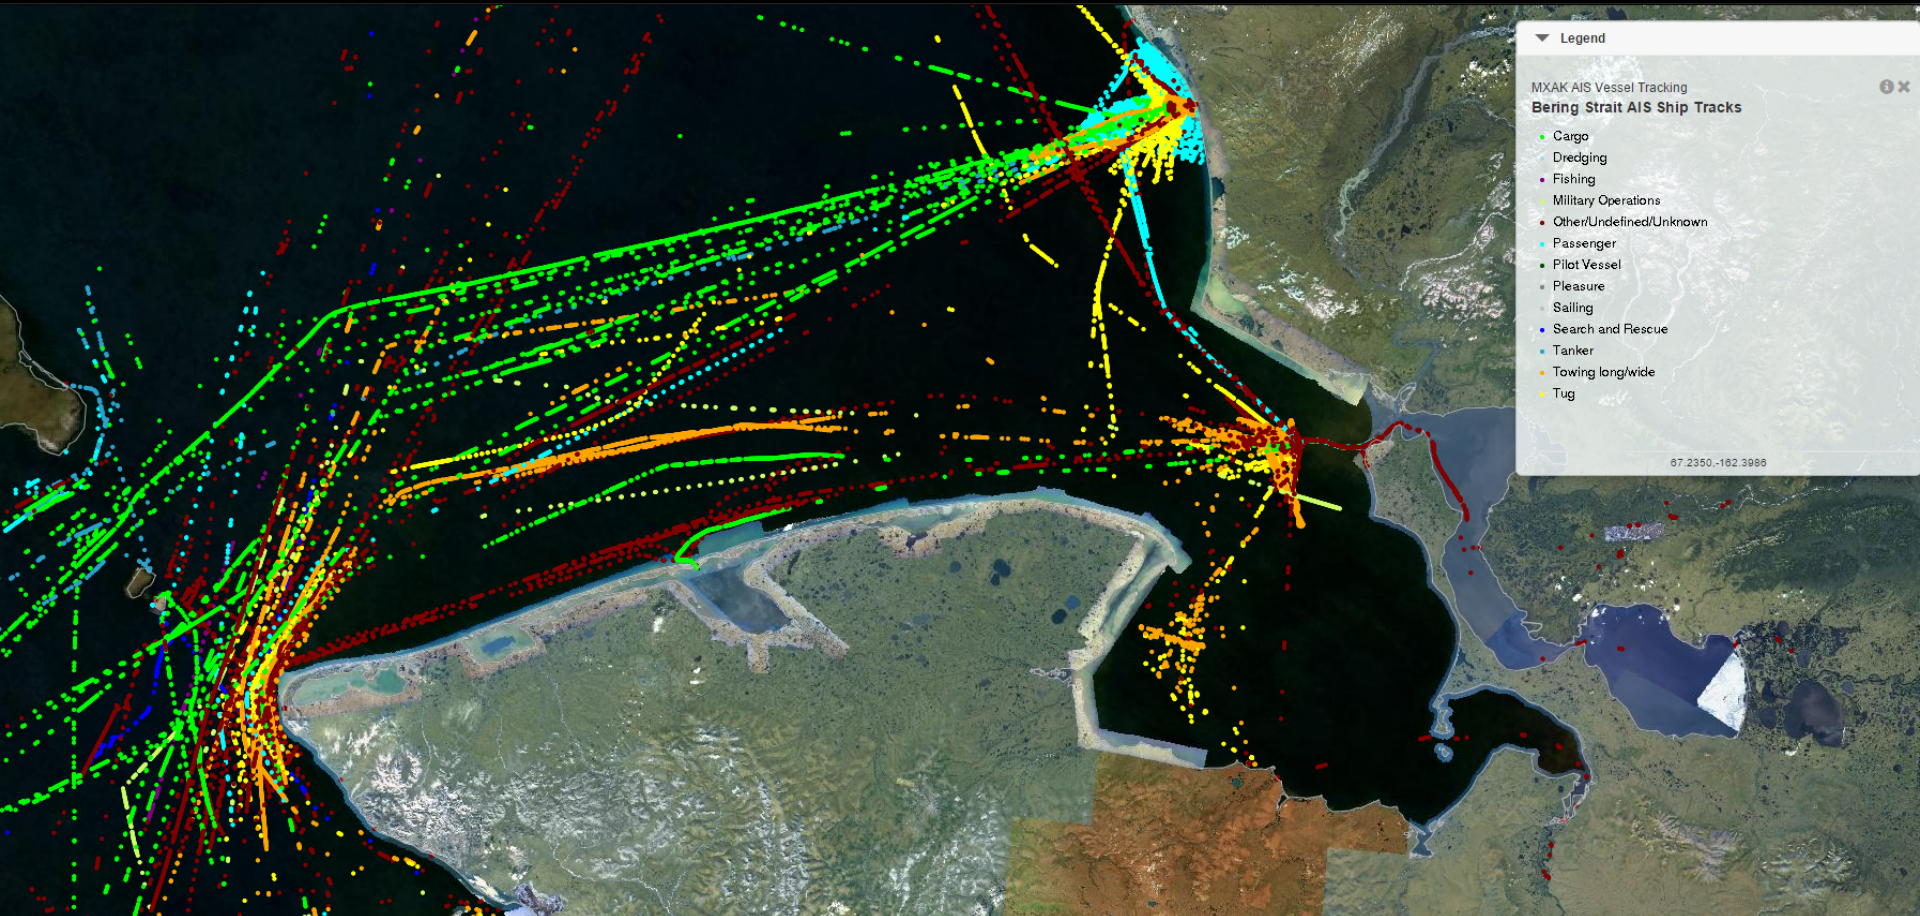 Legend
MXAK AIS Vessel Tracking
Bering Strait AIS Ship Tracks
Cargo
Dredging
Fishing
Military Operations
Other/Undefined/Unknown
Passenger
Pilot Vessel
Pleasure
Sailing
Search and Rescue
Tanker
Towing long/wide
Tug
67.2350,-162.3986